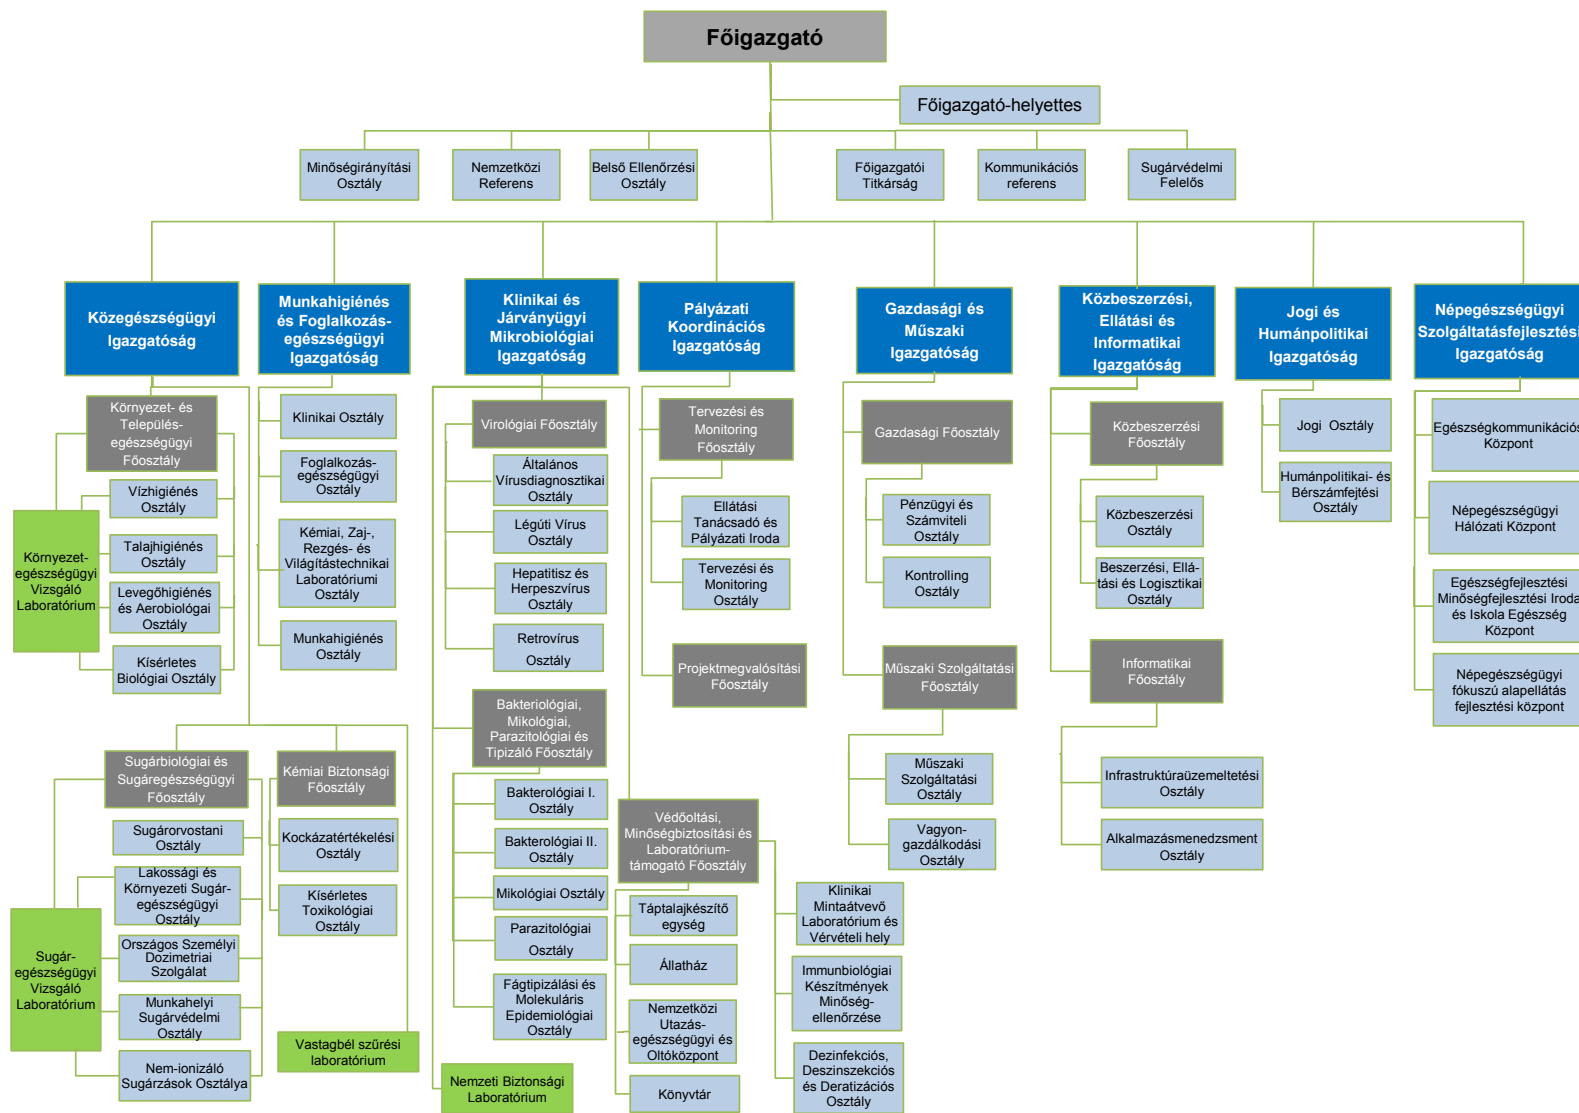 Főigazgató
Főigazgató-helyettes
Minőségirányítási
Osztály
Nemzetközi
Referens
Belső Ellenőrzési
Osztály
Főigazgatói
Titkárság
Kommunikációs
referens
Sugárvédelmi
Felelős
Közegészségügyi
Igazgatóság
Munkahigiénés
és Foglalkozás-
egészségügyi
Igazgatóság
Klinikai és
Járványügyi
Mikrobiológiai
Igazgatóság
Pályázati
Koordinációs
Igazgatóság
Gazdasági és
Műszaki
Igazgatóság
Közbeszerzési,
Ellátási és
Informatikai
Igazgatóság
Jogi és
Humánpolitikai
Igazgatóság
Népegészségügyi
Szolgáltatásfejlesztési
Igazgatóság
Környezet- és
Település-
egészségügyi
Főosztály
Vízhigiénés
Osztály
Talajhigiénés
Osztály
Levegőhigiénés
és Aerobiológai
Osztály
Kísérletes
Biológiai Osztály
Környezet-
egészségügyi
Vizsgáló
Laboratórium
Sugárbiológiai és
Sugáregészségügyi
Főosztály
Sugárorvostani
Osztály
Lakossági és
Környezeti Sugár-
egészségügyi
Osztály
Országos Személyi
Dozimetriai
Szolgálat
Munkahelyi
Sugárvédelmi
Osztály
Nem-ionizáló
Sugárzások Osztálya
Sugár-
egészségügyi
Vizsgáló
Laboratórium
Kémiai Biztonsági
Főosztály
Kockázatértékelési
Osztály
Kísérletes
Toxikológiai
Osztály
Vastagbél szűrési
laboratórium
Klinikai Osztály
Foglalkozás-
egészségügyi
Osztály
Kémiai, Zaj-,
Rezgés- és
Világítástechnikai
Laboratóriumi
Osztály
Munkahigiénés
Osztály
Virológiai Főosztály
Általános
Vírusdiagnosztikai
Osztály
Légúti Vírus
Osztály
Hepatitisz és
Herpeszvírus
Osztály
Retrovírus
Osztály
Bakteriológiai,
Mikológiai,
Parazitológiai és
Tipizáló Főosztály
Bakterológiai I.
Osztály
Bakterológiai II.
Osztály
Mikológiai Osztály
Parazitológiai
Osztály
Fágtipizálási és
Molekuláris
Epidemiológiai
Osztály
Nemzeti Biztonsági
Laboratórium
Védőoltási,
Minőségbiztosítási és
Laboratórium-
támogató Főosztály
Táptalajkészítő
egység
Állatház
Nemzetközi
Utazás-
egészségügyi és
Oltóközpont
Könyvtár
Klinikai
Mintaátvevő
Laboratórium és
Vérvételi hely
Immunbiológiai
Készítmények
Minőség-
ellenőrzése
Dezinfekciós,
Deszinszekciós
és Deratizációs
Osztály
Tervezési és
Monitoring
Főosztály
Ellátási
Tanácsadó és
Pályázati Iroda
Tervezési és
Monitoring
Osztály
Projektmegvalósítási
Főosztály
Gazdasági Főosztály
Pénzügyi és
Számviteli
Osztály
Kontrolling
Osztály
Műszaki Szolgáltatási
Főosztály
Műszaki
Szolgáltatási
Osztály
Vagyon-
gazdálkodási
Osztály
Közbeszerzési
Főosztály
Közbeszerzési
Osztály
Beszerzési, Ellá-
tási és Logisztikai
Osztály
Informatikai
Főosztály
Infrastruktúraüzemeltetési
Osztály
Alkalmazásmenedzsment
Osztály
Jogi Osztály
Humánpolitikai- és
Bérszámfejtési
Osztály
Egészségkommunikációs
Központ
Népegészségügyi
Hálózati Központ
Egészségfejlesztési
Minőségfejlesztési Iroda
és Iskola Egészség
Központ
Népegészségügyi
fókuszú alapellátás
fejlesztési központ